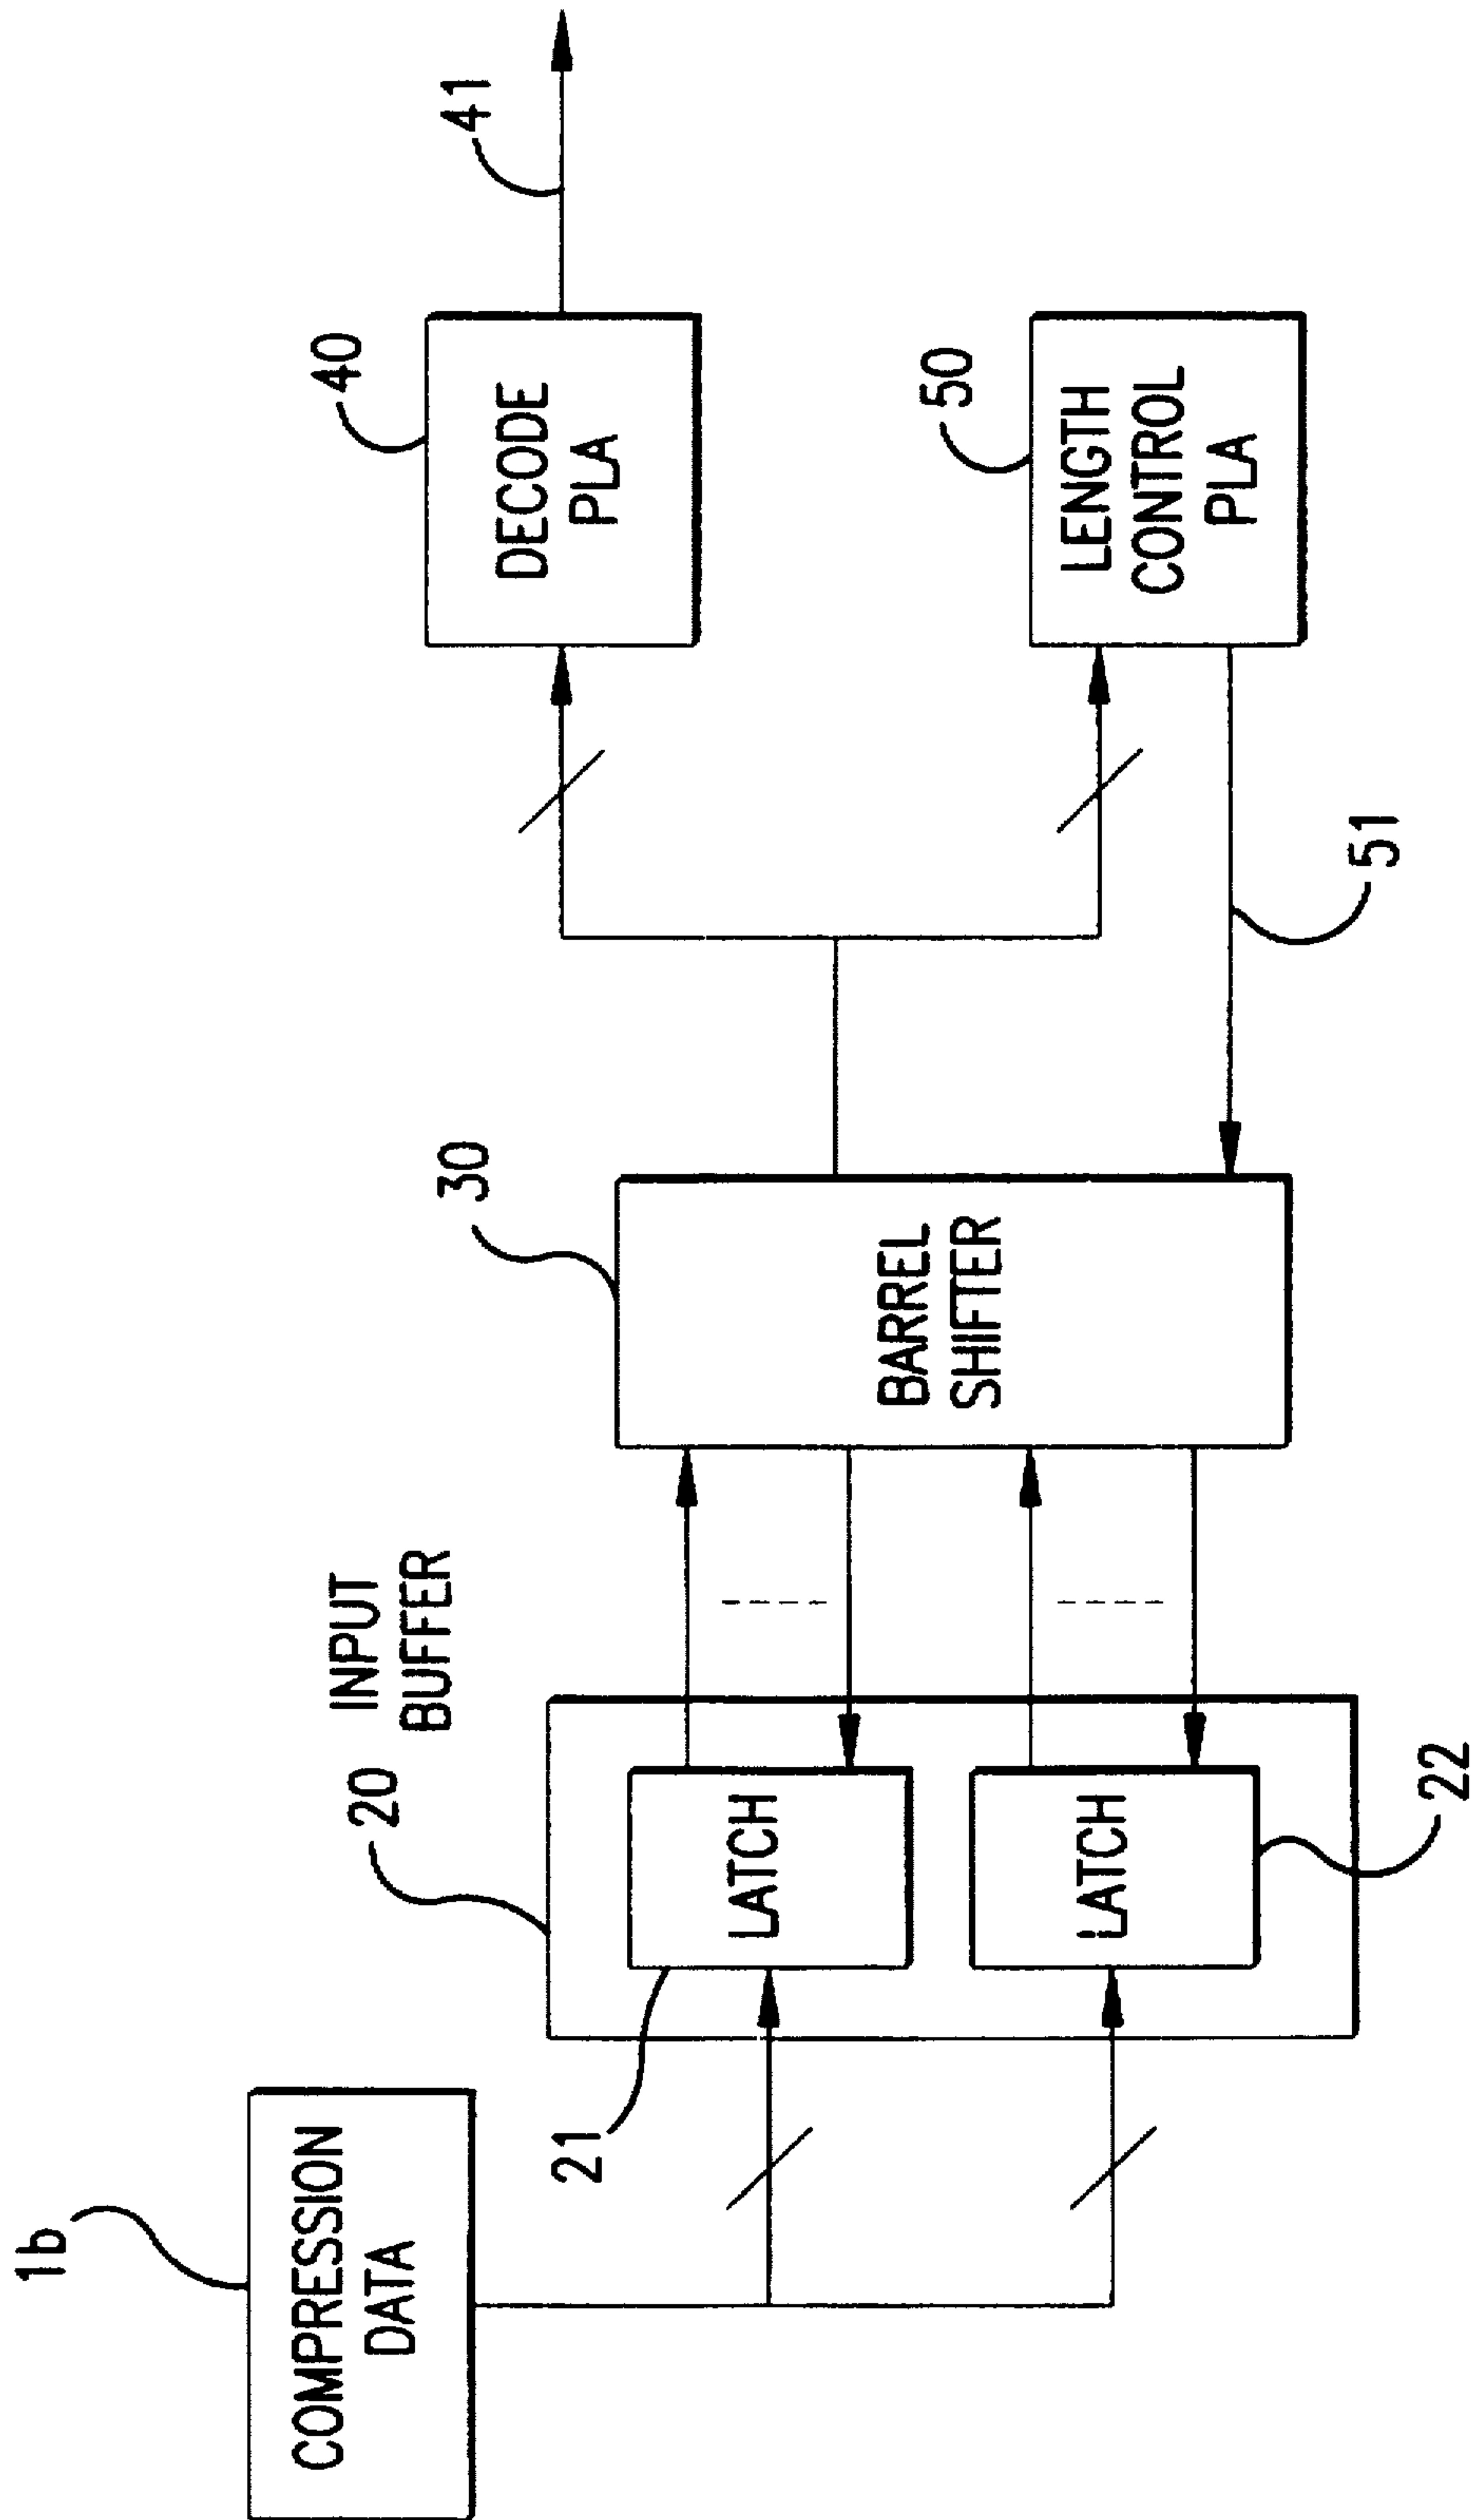 1b
COMPRESSION
DATA
20
INPUT
BUFFER
21
LATCH
LATCH
22
30
BARREL
SHIFTER
40
DECODE
PLA
41
50
LENGTH
CONTROL
PLA
51